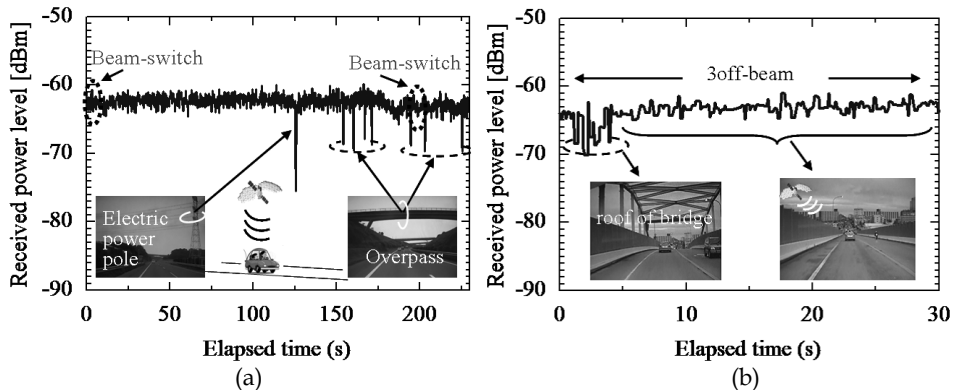 -50
-60
-70
-80
-90
Received power level [dBm]
Beam-switch
Beam-switch
Electric
power
pole
Overpass
0
50
100
150
200
Elapsed time (s)
(a)
-50
-60
-70
-80
-90
Received power level [dBm]
3off-beam
roof of bridge
0
10
20
30
Elapsed time (s)
(b)